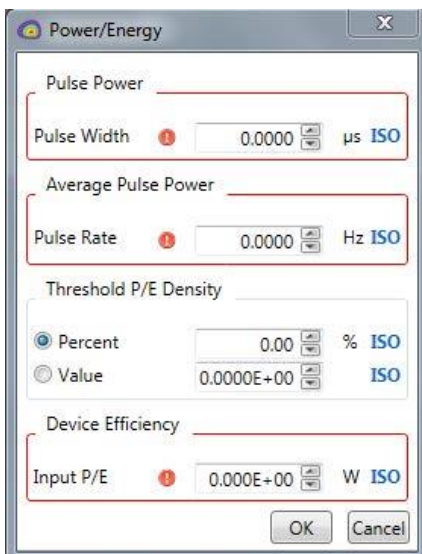 Power/Energy
Pulse Power
Pulse Width 0.0000 µs ISO
Average Pulse Power
Pulse Rate 0.0000 Hz ISO
Threshold P/E Density
Percent 0.00 % ISO
Value 0.0000E+00 ISO
Device Efficiency
Input P/E 0.000E+00 W ISO
OK Cancel